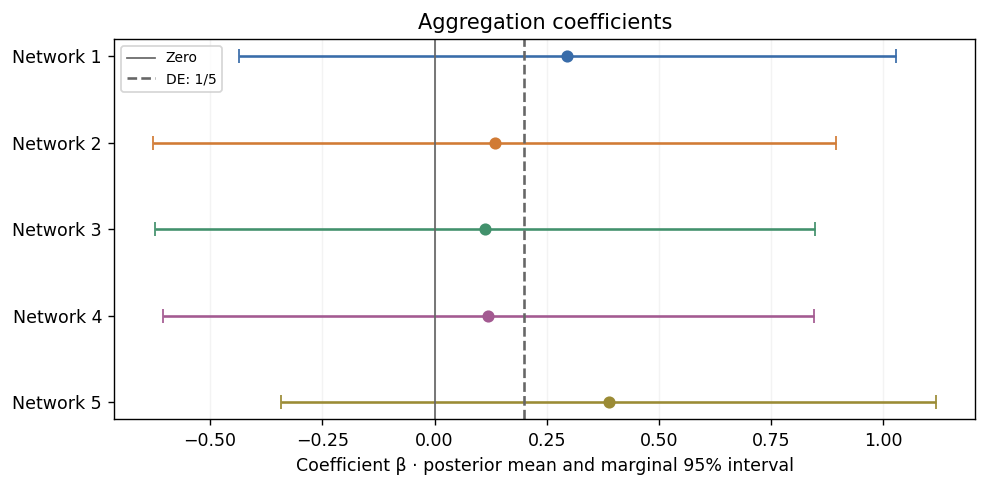 Aggregation coefficients
Zero
DE: 1/5
Network 1
Network 2
Network 3
Network 4
Network 5
−0.50 −0.25 0.00 0.25 0.50 0.75 1.00
Coefficient β · posterior mean and marginal 95% interval